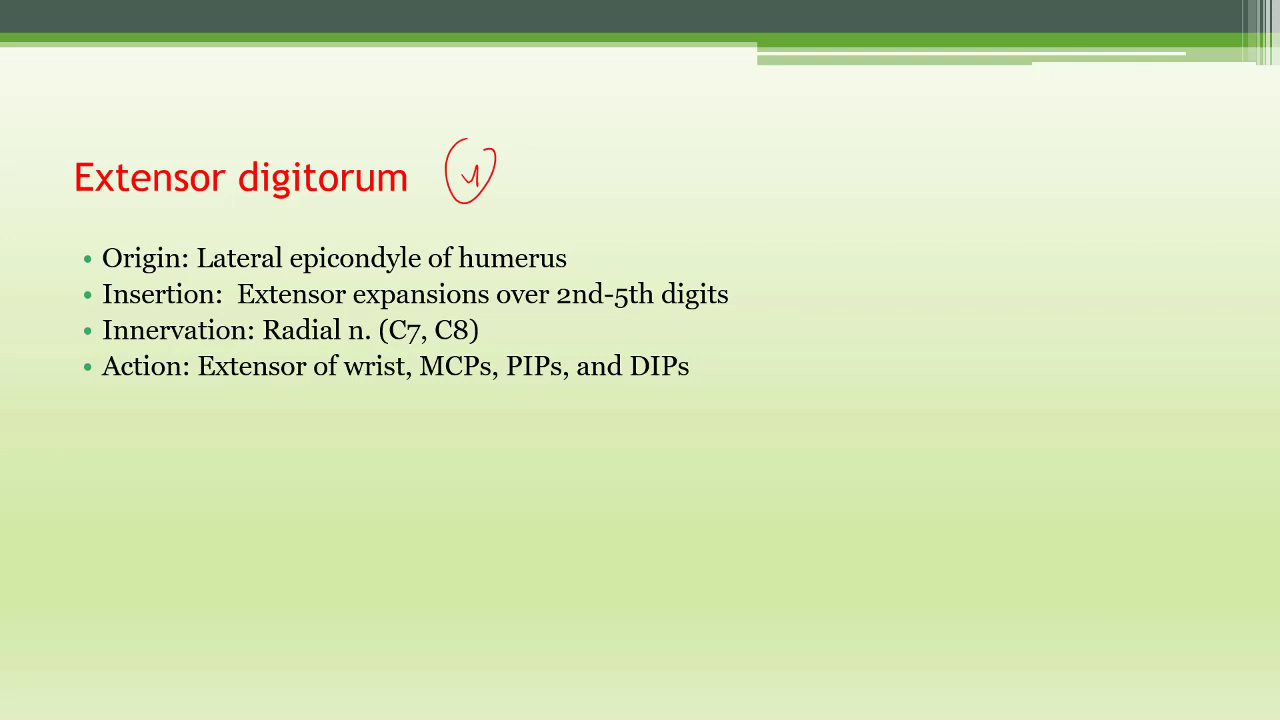 Extensor digitorum
• Origin: Lateral epicondyle of humerus
• Insertion:  Extensor expansions over 2nd-5th digits
• Innervation: Radial n. (C7, C8)
• Action: Extensor of wrist, MCPs, PIPs, and DIPs